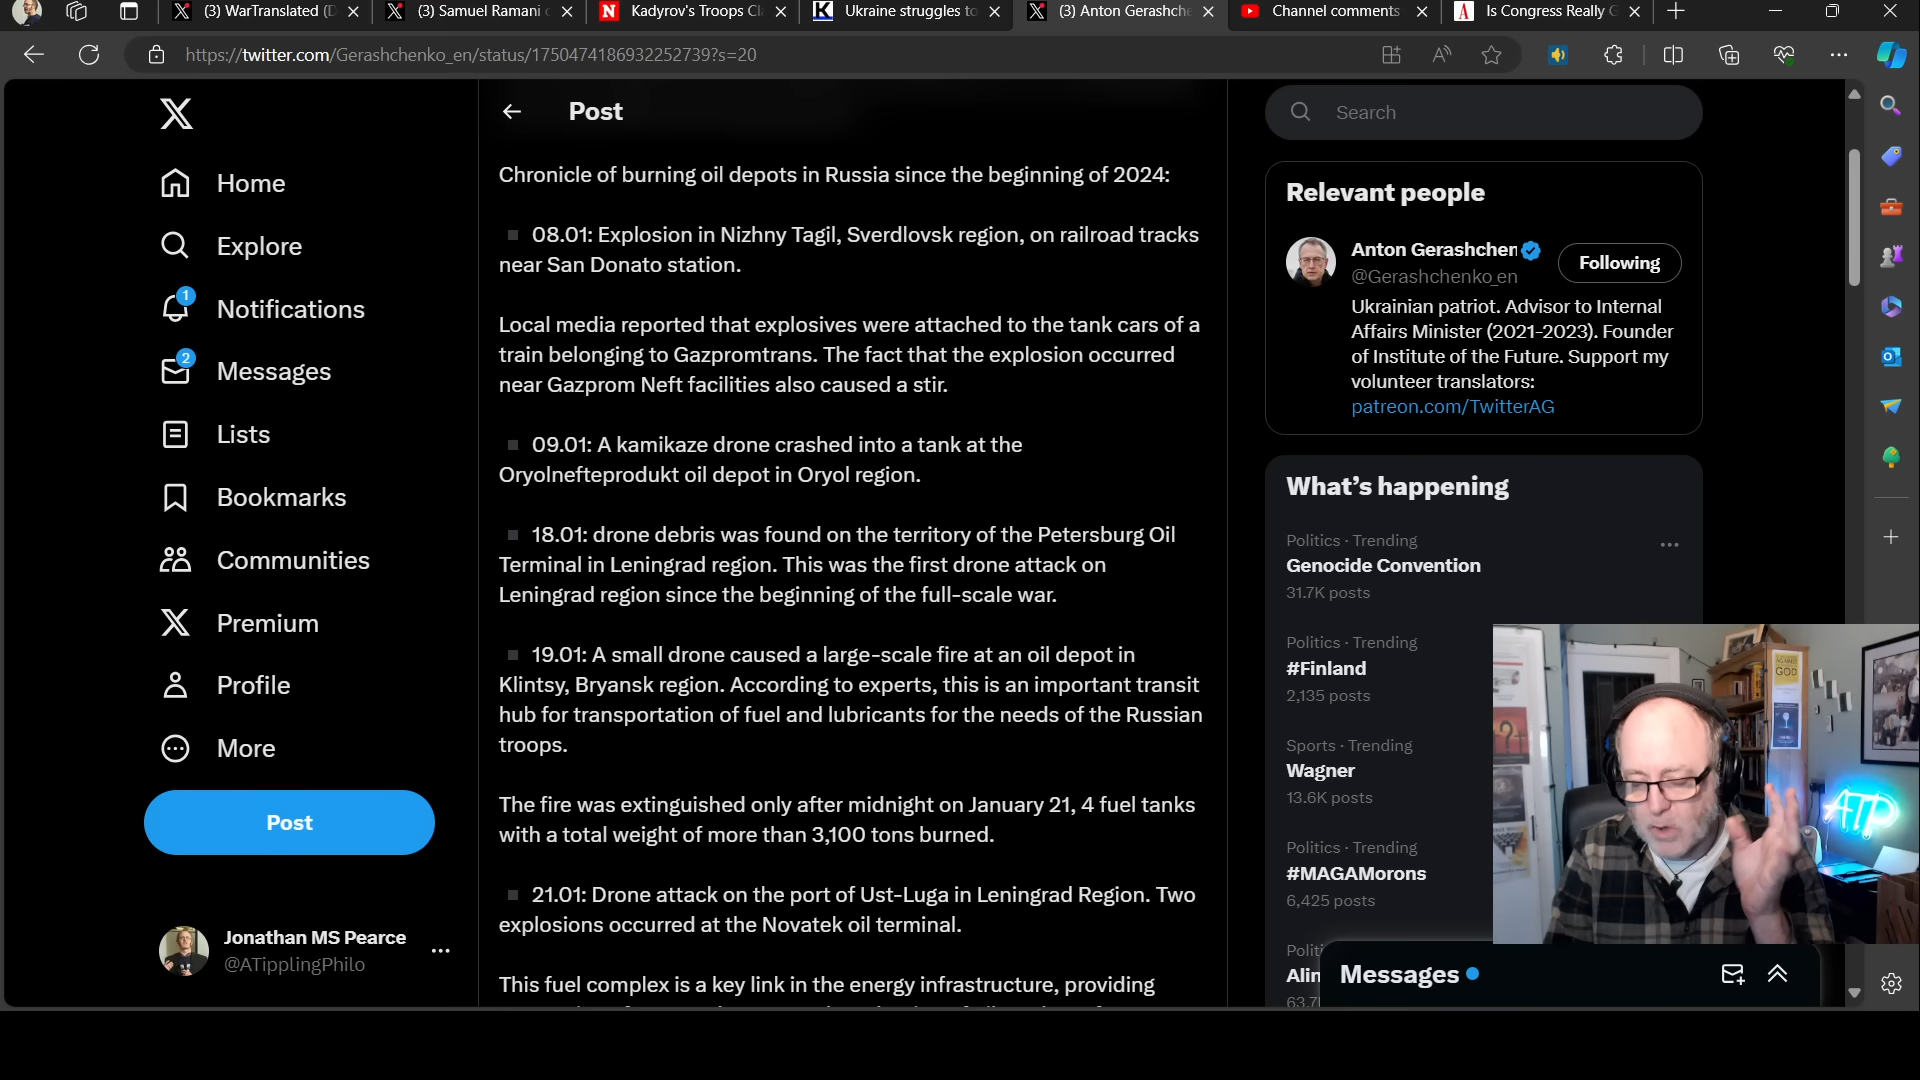 (3) WarTranslated (D
(3) Samuel Ramani o
Kadyrov's Troops Cl
Ukraine struggles to
(3) Anton Gerashche
Channel comments
Is Congress Really G
https://twitter.com/Gerashchenko_en/status/1750474186932252739?s=20
Home
Explore
1
Notifications
2
Messages
Lists
Bookmarks
Communities
Premium
Profile
More
Post
Jonathan MS Pearce
@ATipplingPhilo
Post
Chronicle of burning oil depots in Russia since the beginning of 2024:
08.01: Explosion in Nizhny Tagil, Sverdlovsk region, on railroad tracks
near San Donato station.
Local media reported that explosives were attached to the tank cars of a
train belonging to Gazpromtrans. The fact that the explosion occurred
near Gazprom Neft facilities also caused a stir.
09.01: A kamikaze drone crashed into a tank at the
Oryolnefteprodukt oil depot in Oryol region.
18.01: drone debris was found on the territory of the Petersburg Oil
Terminal in Leningrad region. This was the first drone attack on
Leningrad region since the beginning of the full-scale war.
19.01: A small drone caused a large-scale fire at an oil depot in
Klintsy, Bryansk region. According to experts, this is an important transit
hub for transportation of fuel and lubricants for the needs of the Russian
troops.
The fire was extinguished only after midnight on January 21, 4 fuel tanks
with a total weight of more than 3,100 tons burned.
21.01: Drone attack on the port of Ust-Luga in Leningrad Region. Two
explosions occurred at the Novatek oil terminal.
This fuel complex is a key link in the energy infrastructure, providing
Search
Relevant people
Anton Gerashchen
@Gerashchenko_en
Following
Ukrainian patriot. Advisor to Internal
Affairs Minister (2021-2023). Founder
of Institute of the Future. Support my
volunteer translators:
patreon.com/TwitterAG
What's happening
Politics · Trending
Genocide Convention
31.7K posts
Politics · Trending
#Finland
2,135 posts
Sports · Trending
Wagner
13.6K posts
Politics · Trending
#MAGAMorons
6,425 posts
Politi
Alin
63.7
Messages
GOD
ATP